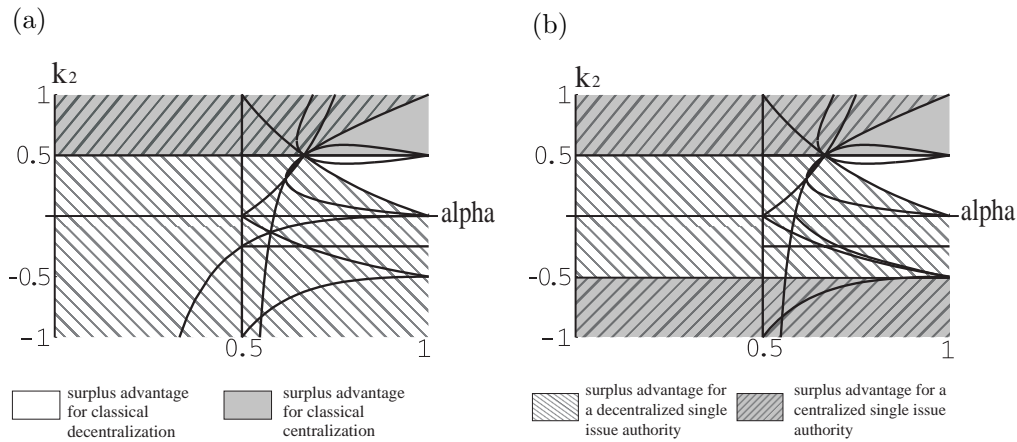 (a)
k2
1
0.5
alpha
-0.5
-1
0.5
1
surplus advantage
for classical
decentralization
surplus advantage
for classical
centralization
(b)
k2
1
0.5
alpha
-0.5
-1
0.5
1
surplus advantage for
a decentralized single
issue authority
surplus advantage for a
centralized single issue
authority